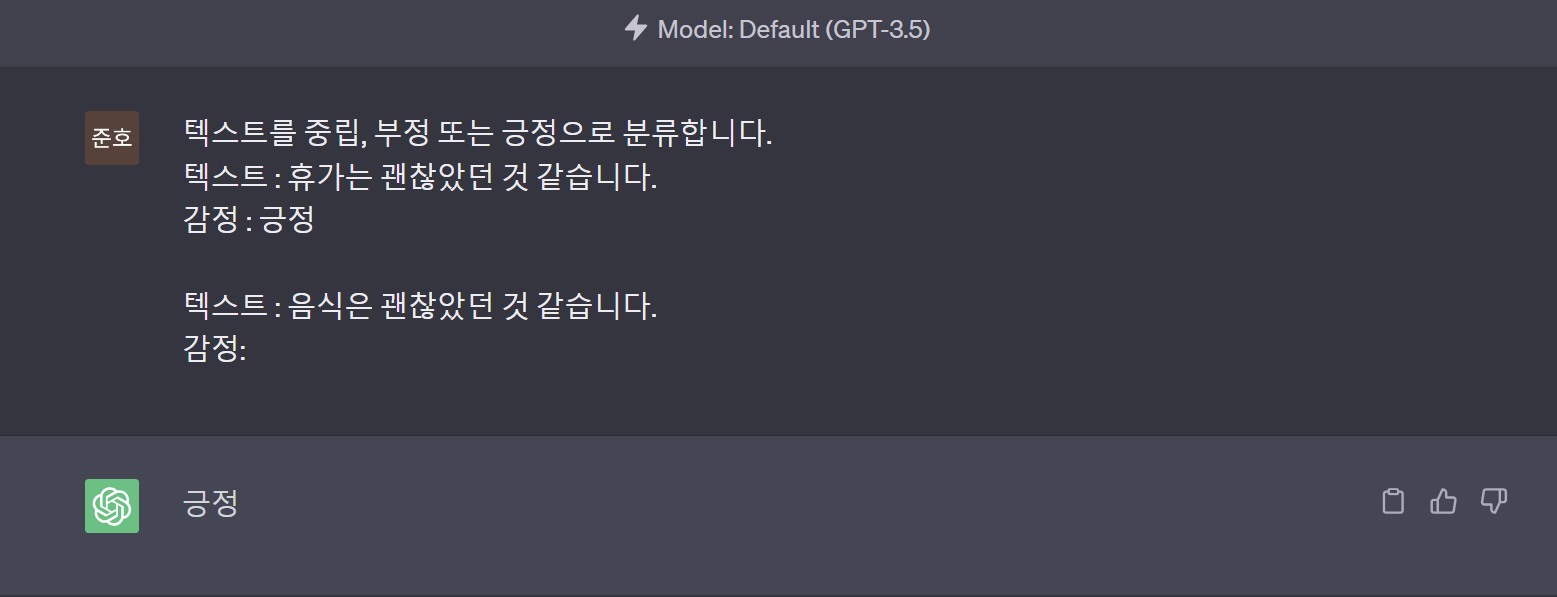 Model: Default (GPT-3.5)
준호
텍스트를 중립, 부정 또는 긍정으로 분류합니다.
텍스트 : 휴가는 괜찮았던 것 같습니다.
감정 : 긍정
텍스트 : 음식은 괜찮았던 것 같습니다.
감정:
긍정